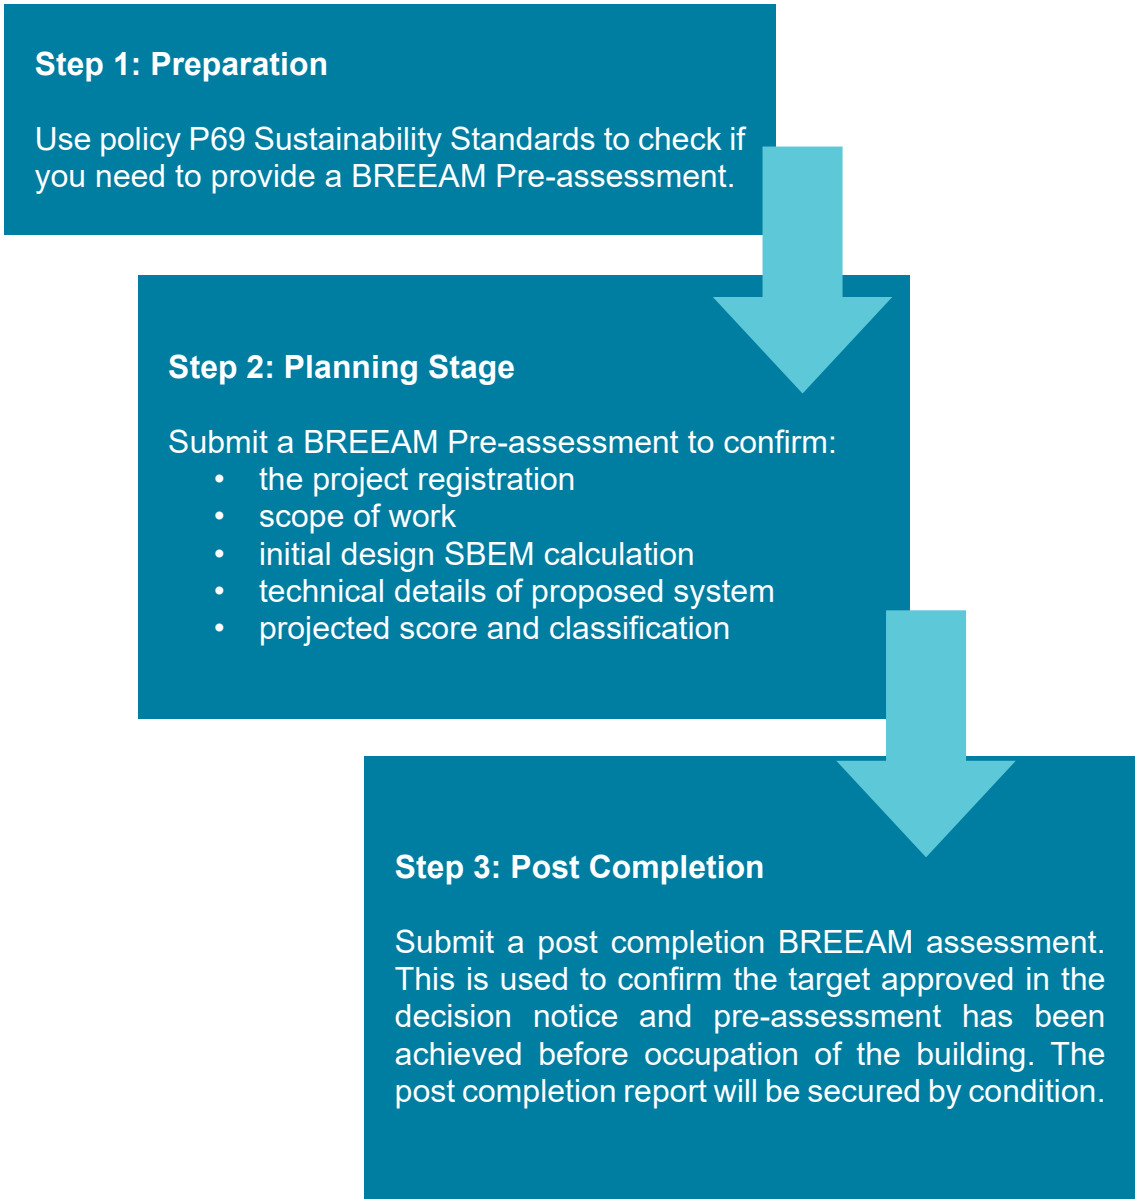 Step 1: Preparation
Use policy P69 Sustainability Standards to check if
you need to provide a BREEAM Pre-assessment.
Step 2: Planning Stage
Submit a BREEAM Pre-assessment to confirm:
• the project registration
• scope of work
• initial design SBEM calculation
• technical details of proposed system
• projected score and classification
Step 3: Post Completion
Submit a post completion BREEAM assessment.
This is used to confirm the target approved in the
decision notice and pre-assessment has been
achieved before occupation of the building. The
post completion report will be secured by condition.